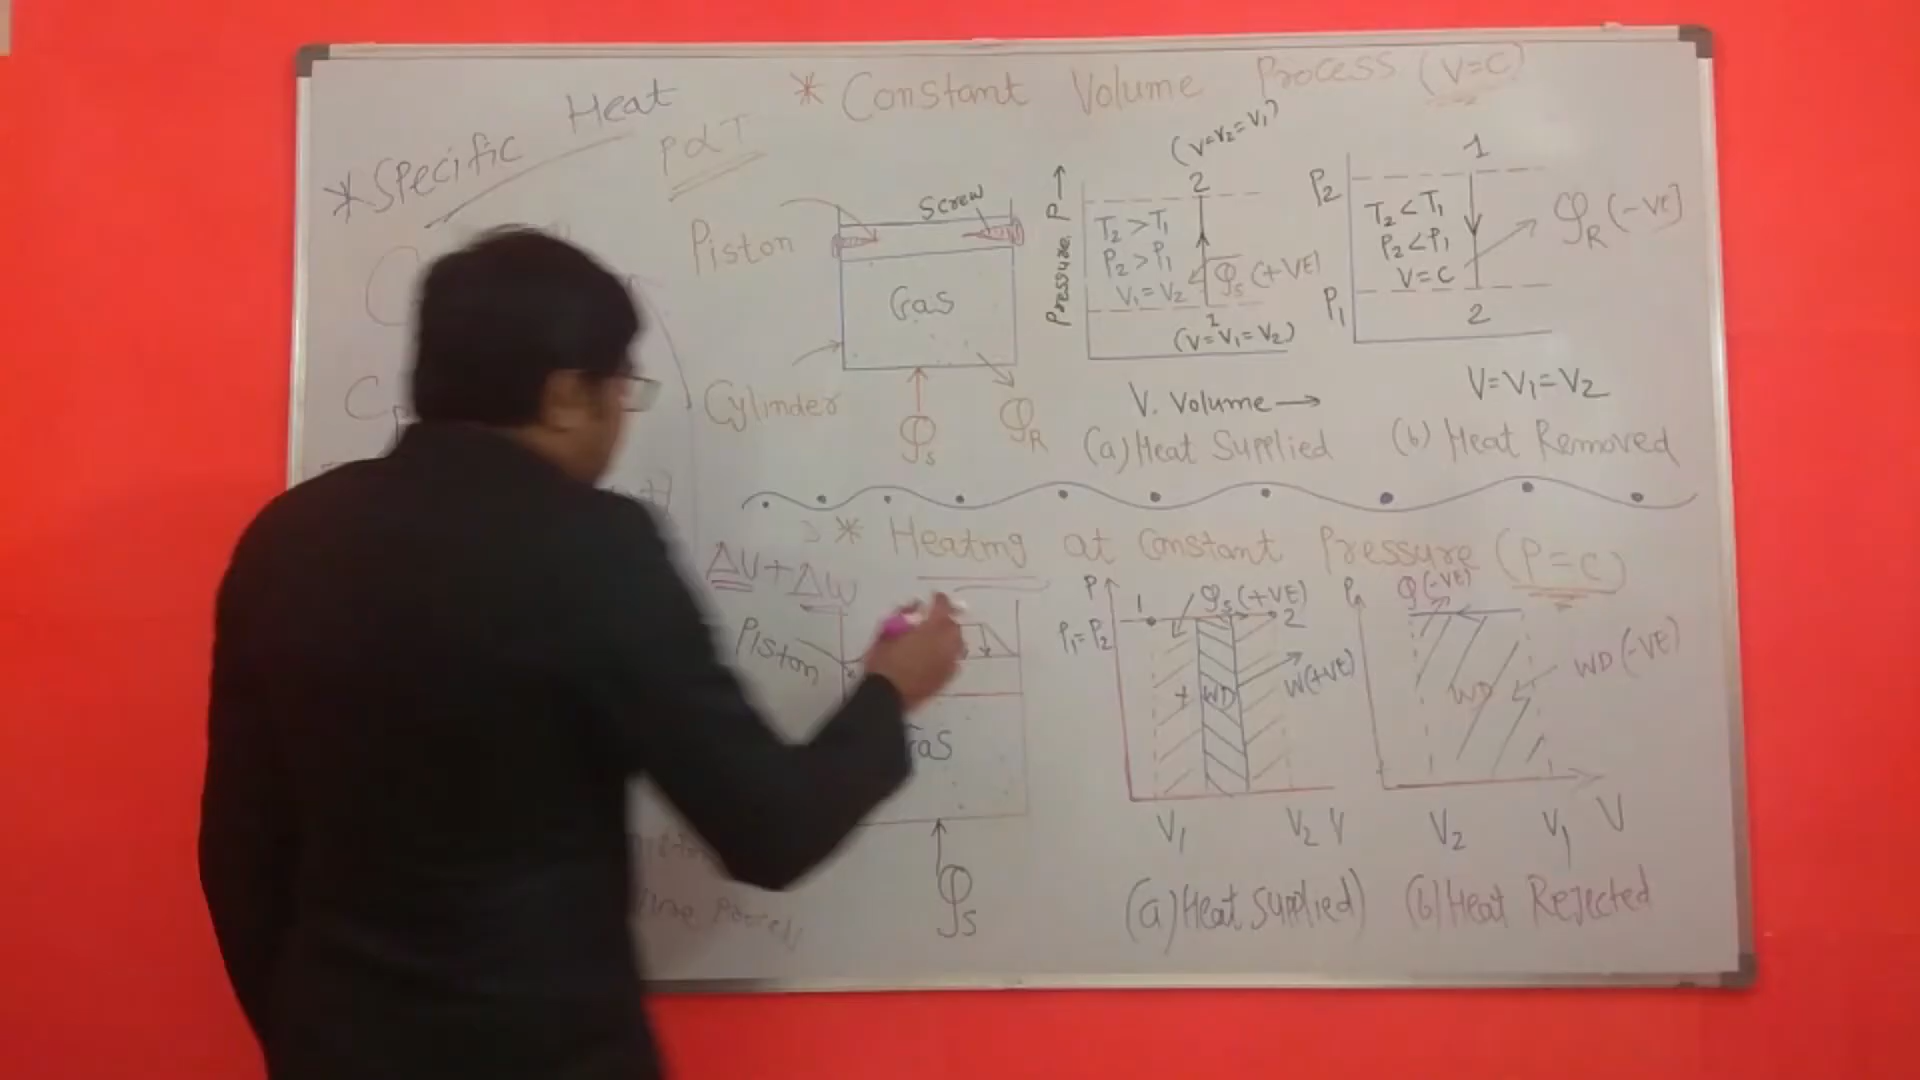 * Specific Heat
P∝T
* Constant Volume Process (V=C)
Piston
Screw
Gas
Cylinder
Qs
QR
Pressure, P →
(V=V2=V1)
2
T2 > T1
P2 > P1
V1 = V2
Qs (+VE)
1
(V=V1=V2)
V. Volume →
(a) Heat Supplied
P2
P1
1
T2 < T1
P2 < P1
V = C
QR (-VE)
2
V = V1 = V2
(b) Heat Removed
* Heating at Constant Pressure (P=C)
ΔU + ΔW
Piston
Gas
Qs
P
P1 = P2
1
Qs (+VE)
2
+ WD
W(+VE)
V1
V2
V
(a) Heat Supplied)
P
Q (-VE)
WD
WD (-VE)
V2
V1
V
(b) Heat Rejected